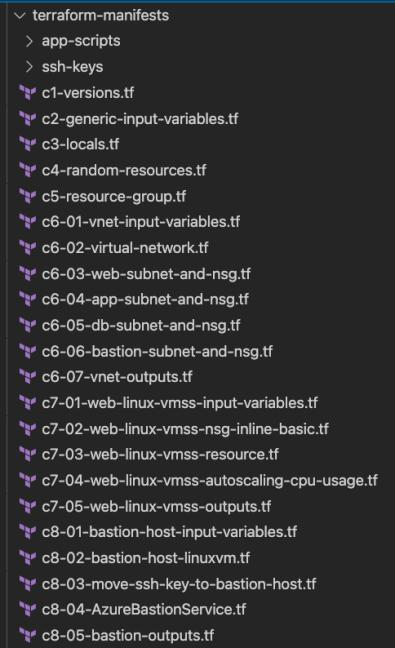 terraform-manifests
app-scripts
ssh-keys
c1-versions.tf
c2-generic-input-variables.tf
c3-locals.tf
c4-random-resources.tf
c5-resource-group.tf
c6-01-vnet-input-variables.tf
c6-02-virtual-network.tf
c6-03-web-subnet-and-nsg.tf
c6-04-app-subnet-and-nsg.tf
c6-05-db-subnet-and-nsg.tf
c6-06-bastion-subnet-and-nsg.tf
c6-07-vnet-outputs.tf
c7-01-web-linux-vmss-input-variables.tf
c7-02-web-linux-vmss-nsg-inline-basic.tf
c7-03-web-linux-vmss-resource.tf
c7-04-web-linux-vmss-autoscaling-cpu-usage.tf
c7-05-web-linux-vmss-outputs.tf
c8-01-bastion-host-input-variables.tf
c8-02-bastion-host-linuxvm.tf
c8-03-move-ssh-key-to-bastion-host.tf
c8-04-AzureBastionService.tf
c8-05-bastion-outputs.tf